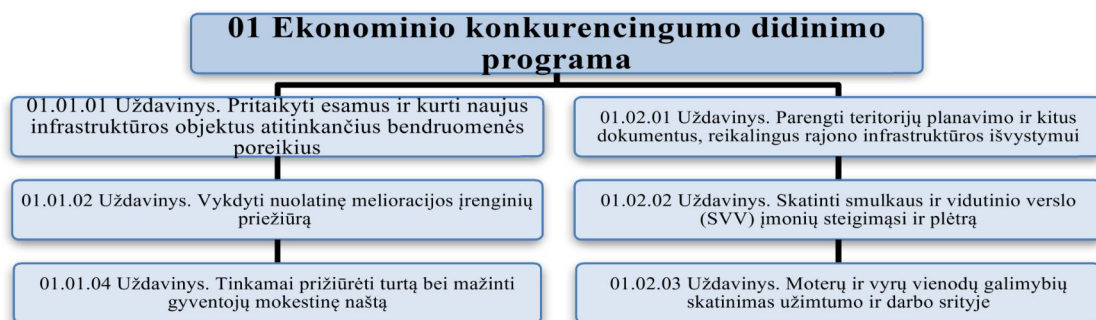 01 Ekonominio konkurencingumo didinimo
programa
01.01.01 Uždavinys. Pritaikyti esamus ir kurti naujus
infrastruktūros objektus atitinkančius bendruomenės
poreikius
01.01.02 Uždavinys. Vykdyti nuolatinę melioracijos įrenginių
priežiūrą
01.01.04 Uždavinys. Tinkamai prižiūrėti turtą bei mažinti
gyventojų mokestinę naštą
01.02.01 Uždavinys. Parengti teritorijų planavimo ir kitus
dokumentus, reikalingus rajono infrastruktūros išvystymui
01.02.02 Uždavinys. Skatinti smulkaus ir vidutinio verslo
(SVV) įmonių steigimąsi ir plėtrą
01.02.03 Uždavinys. Moterų ir vyrų vienodų galimybių
skatinimas užimtumo ir darbo srityje